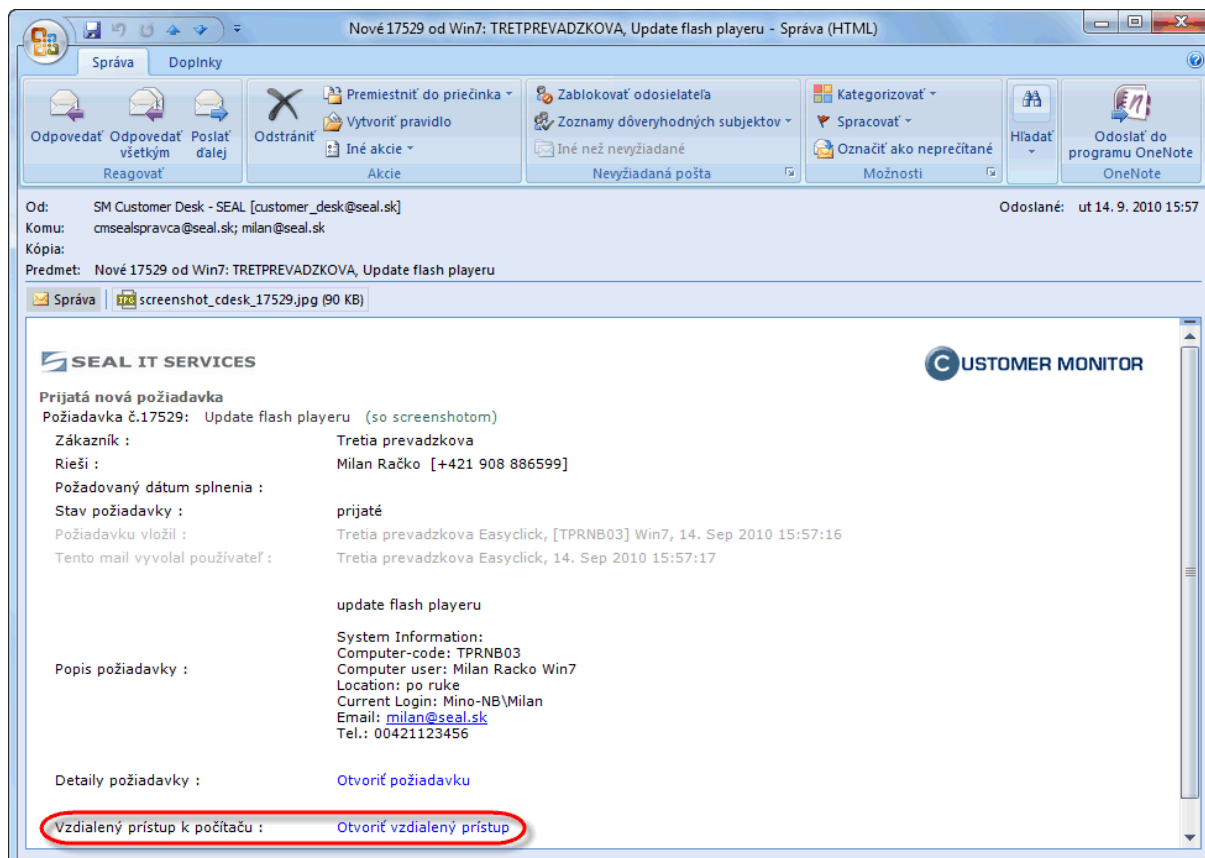 Nové 17529 od Win7: TRETPREVADZKOVA, Update flash playeru - Správa (HTML)
Správa Doplnky
Odpovedať Odpovedať všetkým Poslať ďalej
Reagovať
Odstrániť
Premiestniť do priečinka
Vytvoriť pravidlo
Iné akcie
Akcie
Zablokovať odosielateľa
Zoznamy dôveryhodných subjektov
Iné než nevyžiadané
Nevyžiadaná pošta
Kategorizovať
Spracovať
Označiť ako neprečítané
Možnosti
Hľadať
Odoslať do
programu OneNote
OneNote
Od: SM Customer Desk - SEAL [customer_desk@seal.sk] Odoslané: ut 14. 9. 2010 15:57
Komu: cmsealspravca@seal.sk; milan@seal.sk
Kópia:
Predmet: Nové 17529 od Win7: TRETPREVADZKOVA, Update flash playeru
Správa screenshot_cdesk_17529.jpg (90 KB)
SEAL IT SERVICES CUSTOMER MONITOR
Prijatá nová požiadavka
Požiadavka č.17529: Update flash playeru (so screenshotom)
Zákazník : Tretia prevadzkova
Rieši : Milan Račko [+421 908 886599]
Požadovaný dátum splnenia :
Stav požiadavky : prijaté
Požiadavku vložil : Tretia prevadzkova Easyclick, [TPRNB03] Win7, 14. Sep 2010 15:57:16
Tento mail vyvolal používateľ : Tretia prevadzkova Easyclick, 14. Sep 2010 15:57:17
update flash playeru
System Information:
Computer-code: TPRNB03
Popis požiadavky : Computer user: Milan Racko Win7
Location: po ruke
Current Login: Mino-NB\Milan
Email: milan@seal.sk
Tel.: 00421123456
Detaily požiadavky : Otvoriť požiadavku
Vzdialený prístup k počítaču : Otvoriť vzdialený prístup